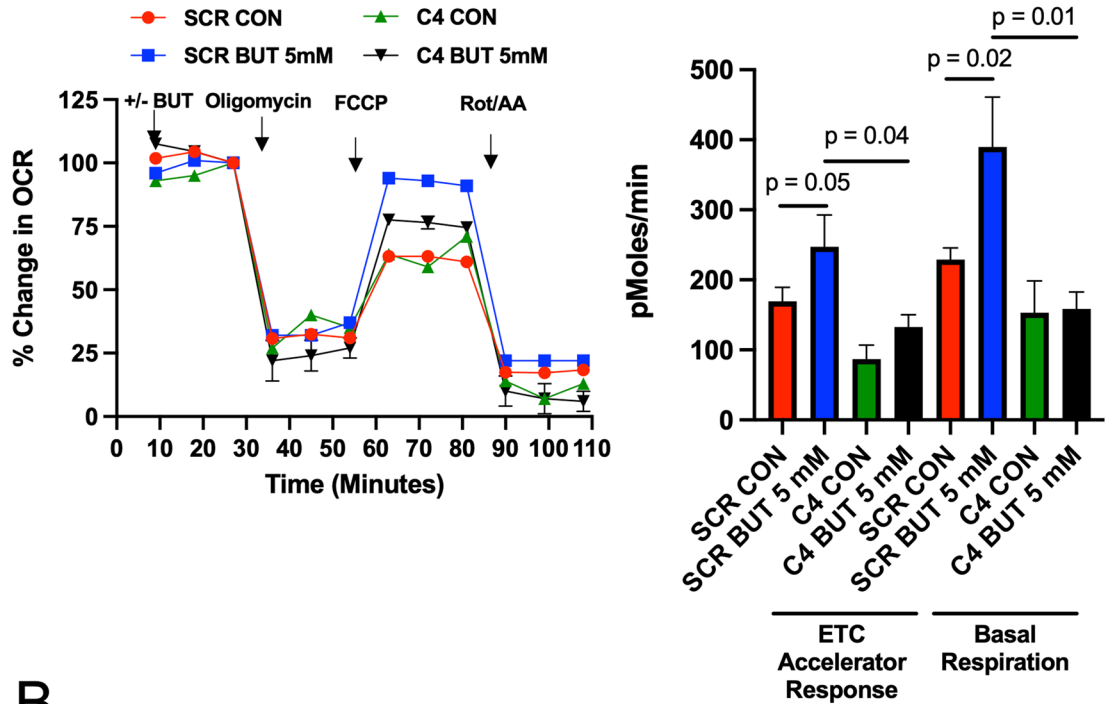 SCR CON
C4 CON
SCR BUT 5mM
C4 BUT 5mM
+/- BUT
Oligomycin
FCCP
Rot/AA
% Change in OCR
125
100
75
50
25
0
0 10 20 30 40 50 60 70 80 90 100 110
Time (Minutes)
p = 0.01
p = 0.02
p = 0.04
p = 0.05
pMoles/min
500
400
300
200
100
0
SCR CON
SCR BUT 5 mM
C4 CON
C4 BUT 5 mM
SCR CON
SCR BUT 5 mM
C4 CON
C4 BUT 5 mM
ETC
Accelerator
Response
Basal
Respiration
B